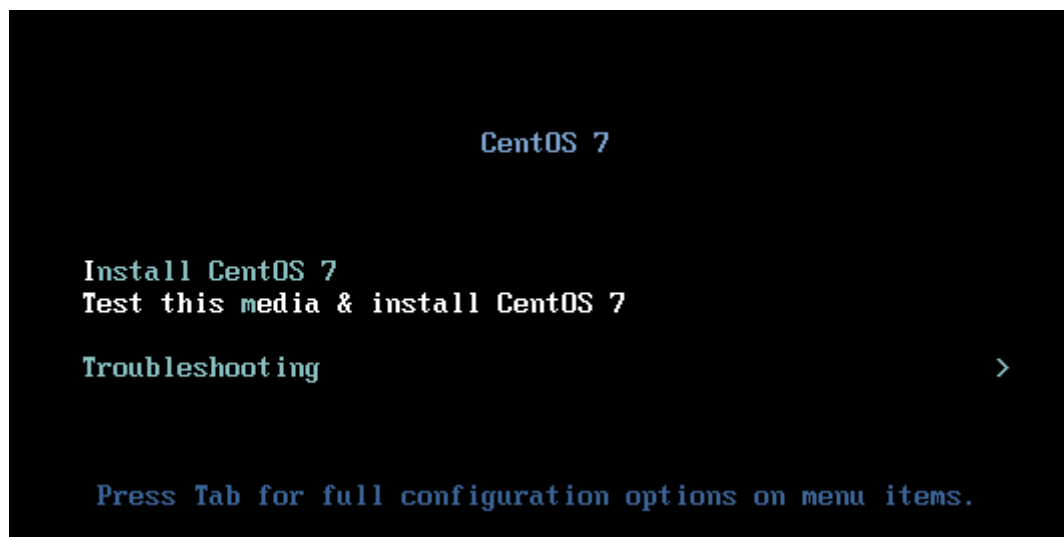 CentOS 7
Install CentOS 7
Test this media & install CentOS 7
Troubleshooting >
Press Tab for full configuration options on menu items.